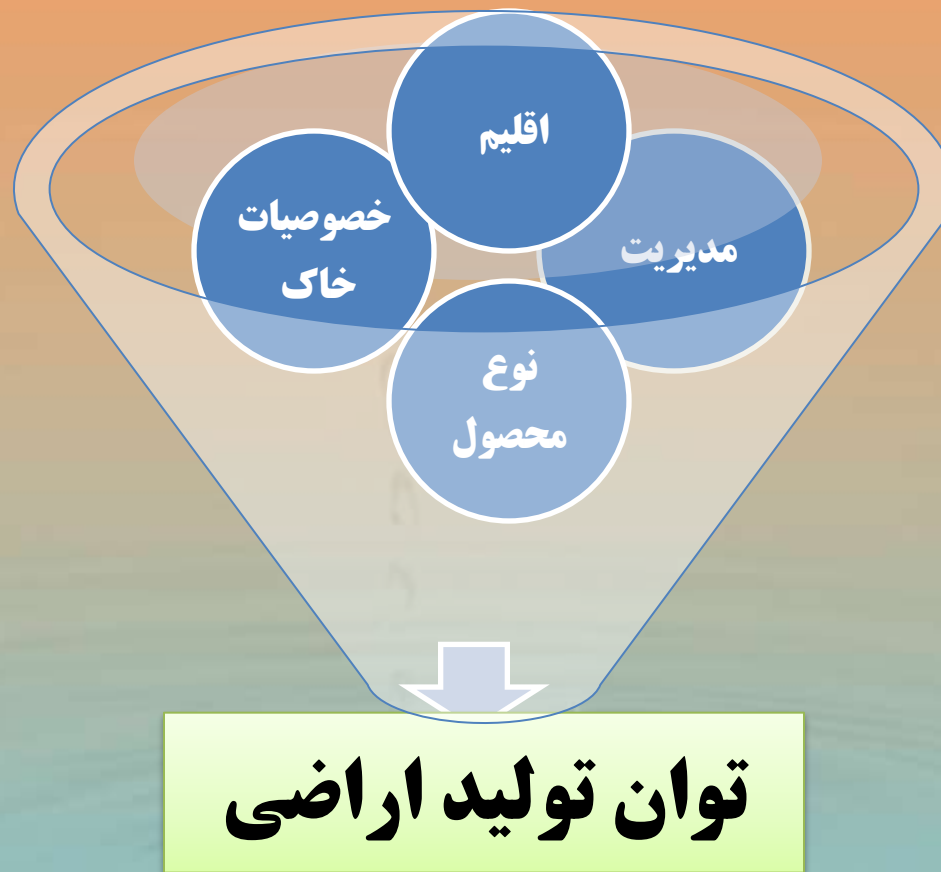 اقلیم
خصوصیات
خاک
مدیریت
نوع
محصول
توان تولید اراضی